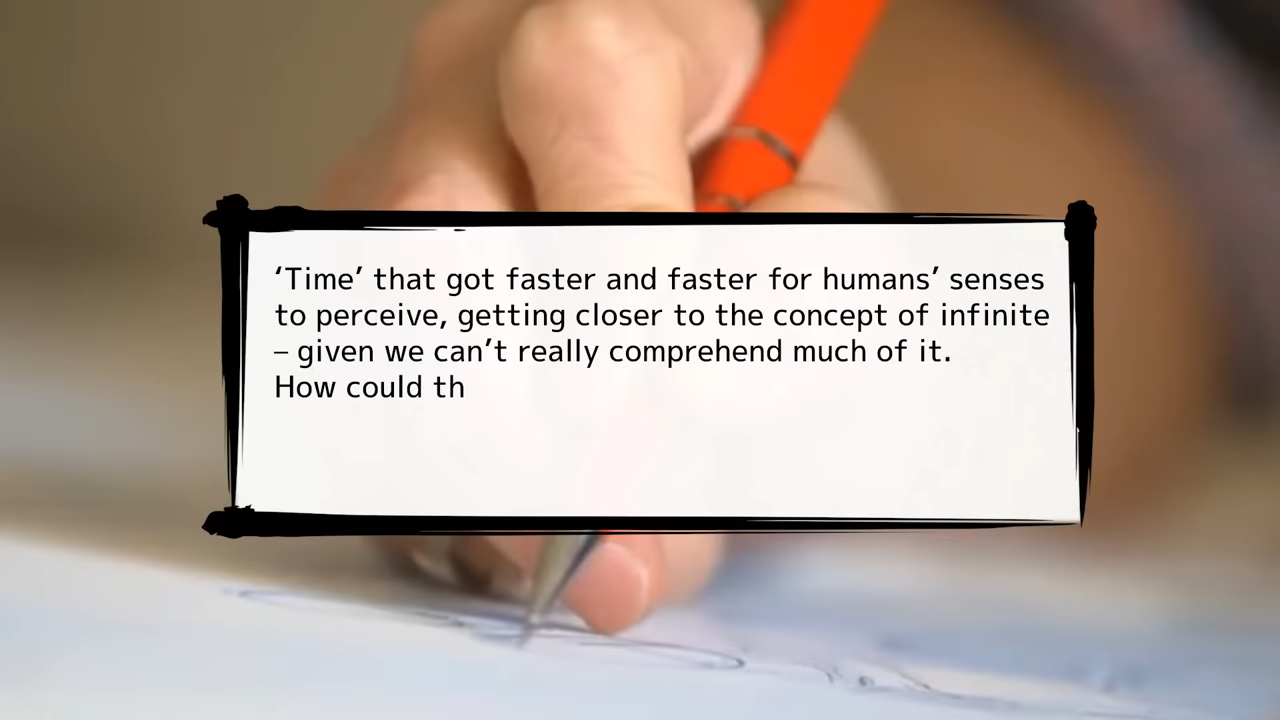 ‘Time’ that got faster and faster for humans’ senses
to perceive, getting closer to the concept of infinite
– given we can’t really comprehend much of it.
How could th